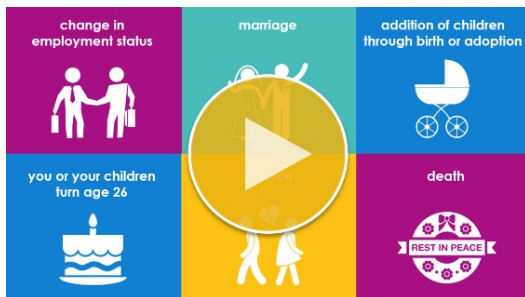 change in
employment status
marriage
addition of children
through birth or adoption
you or your children
turn age 26
death
REST IN PEACE